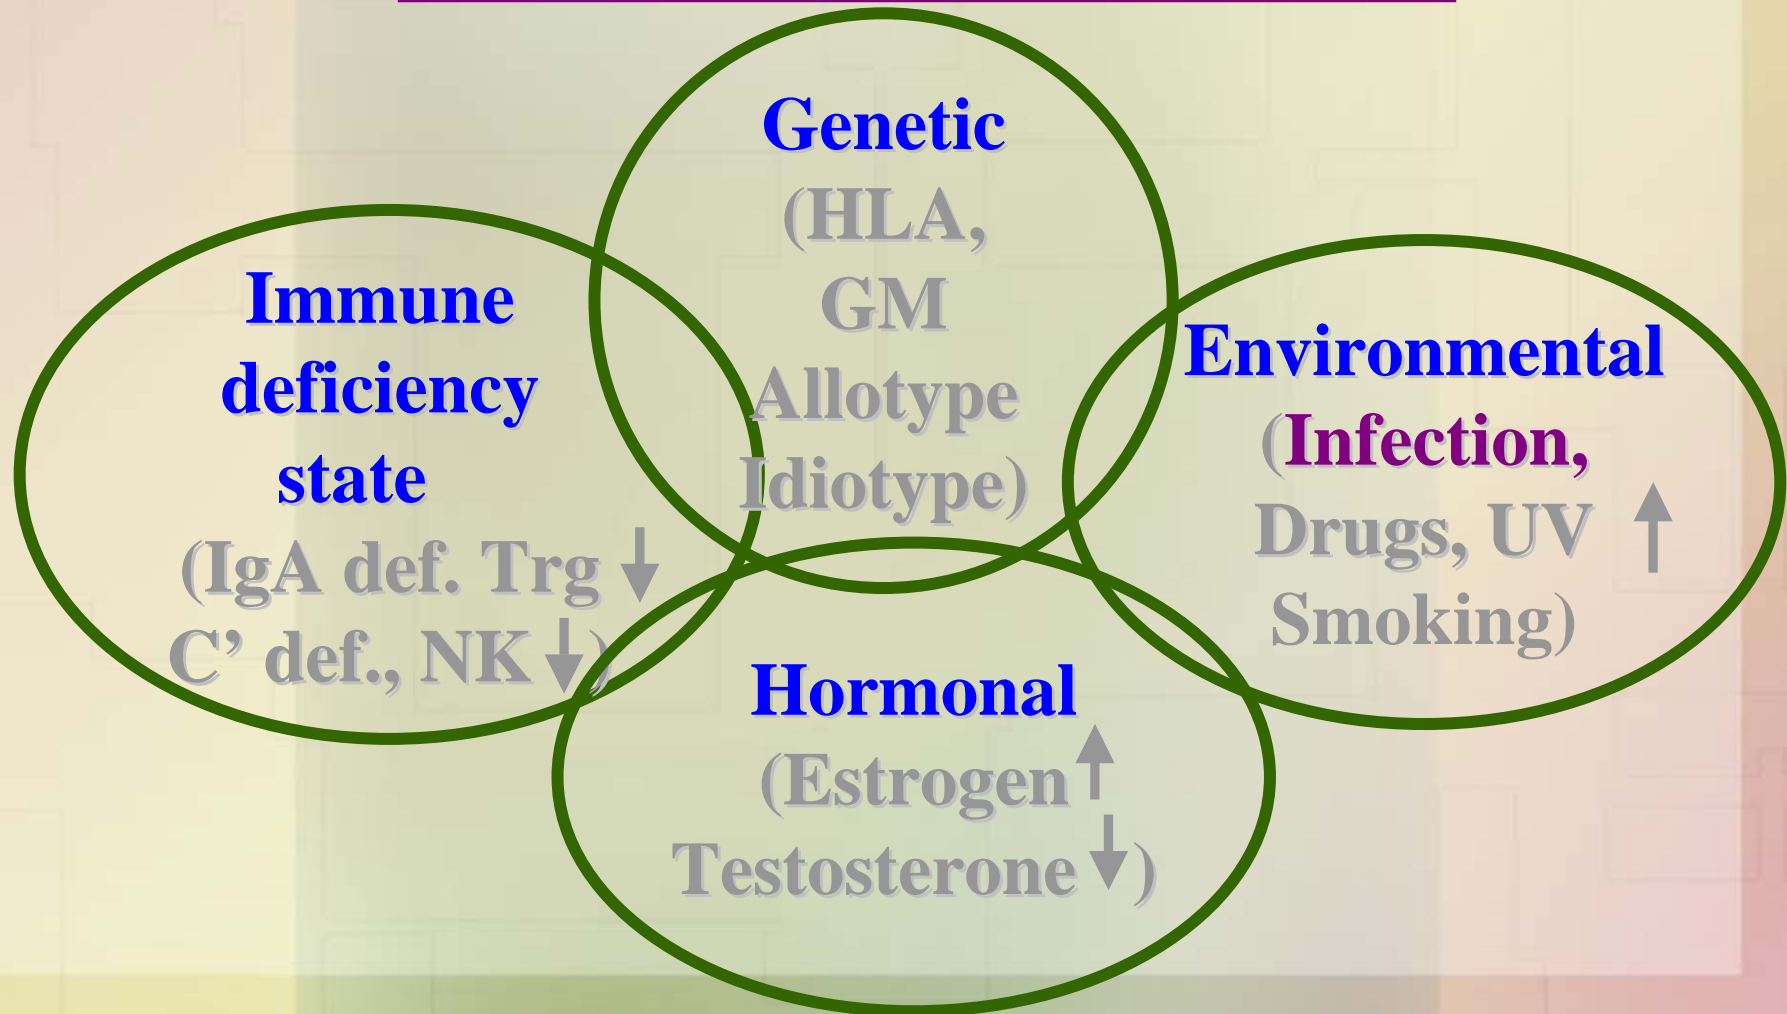 Genetic
(HLA,
GM
Allotype
Idiotype)
Immune
deficiency
state
(IgA def. Trg ↓
C’ def., NK ↓)
Environmental
(Infection,
Drugs, UV ↑
Smoking)
Hormonal
(Estrogen ↑
Testosterone ↓)